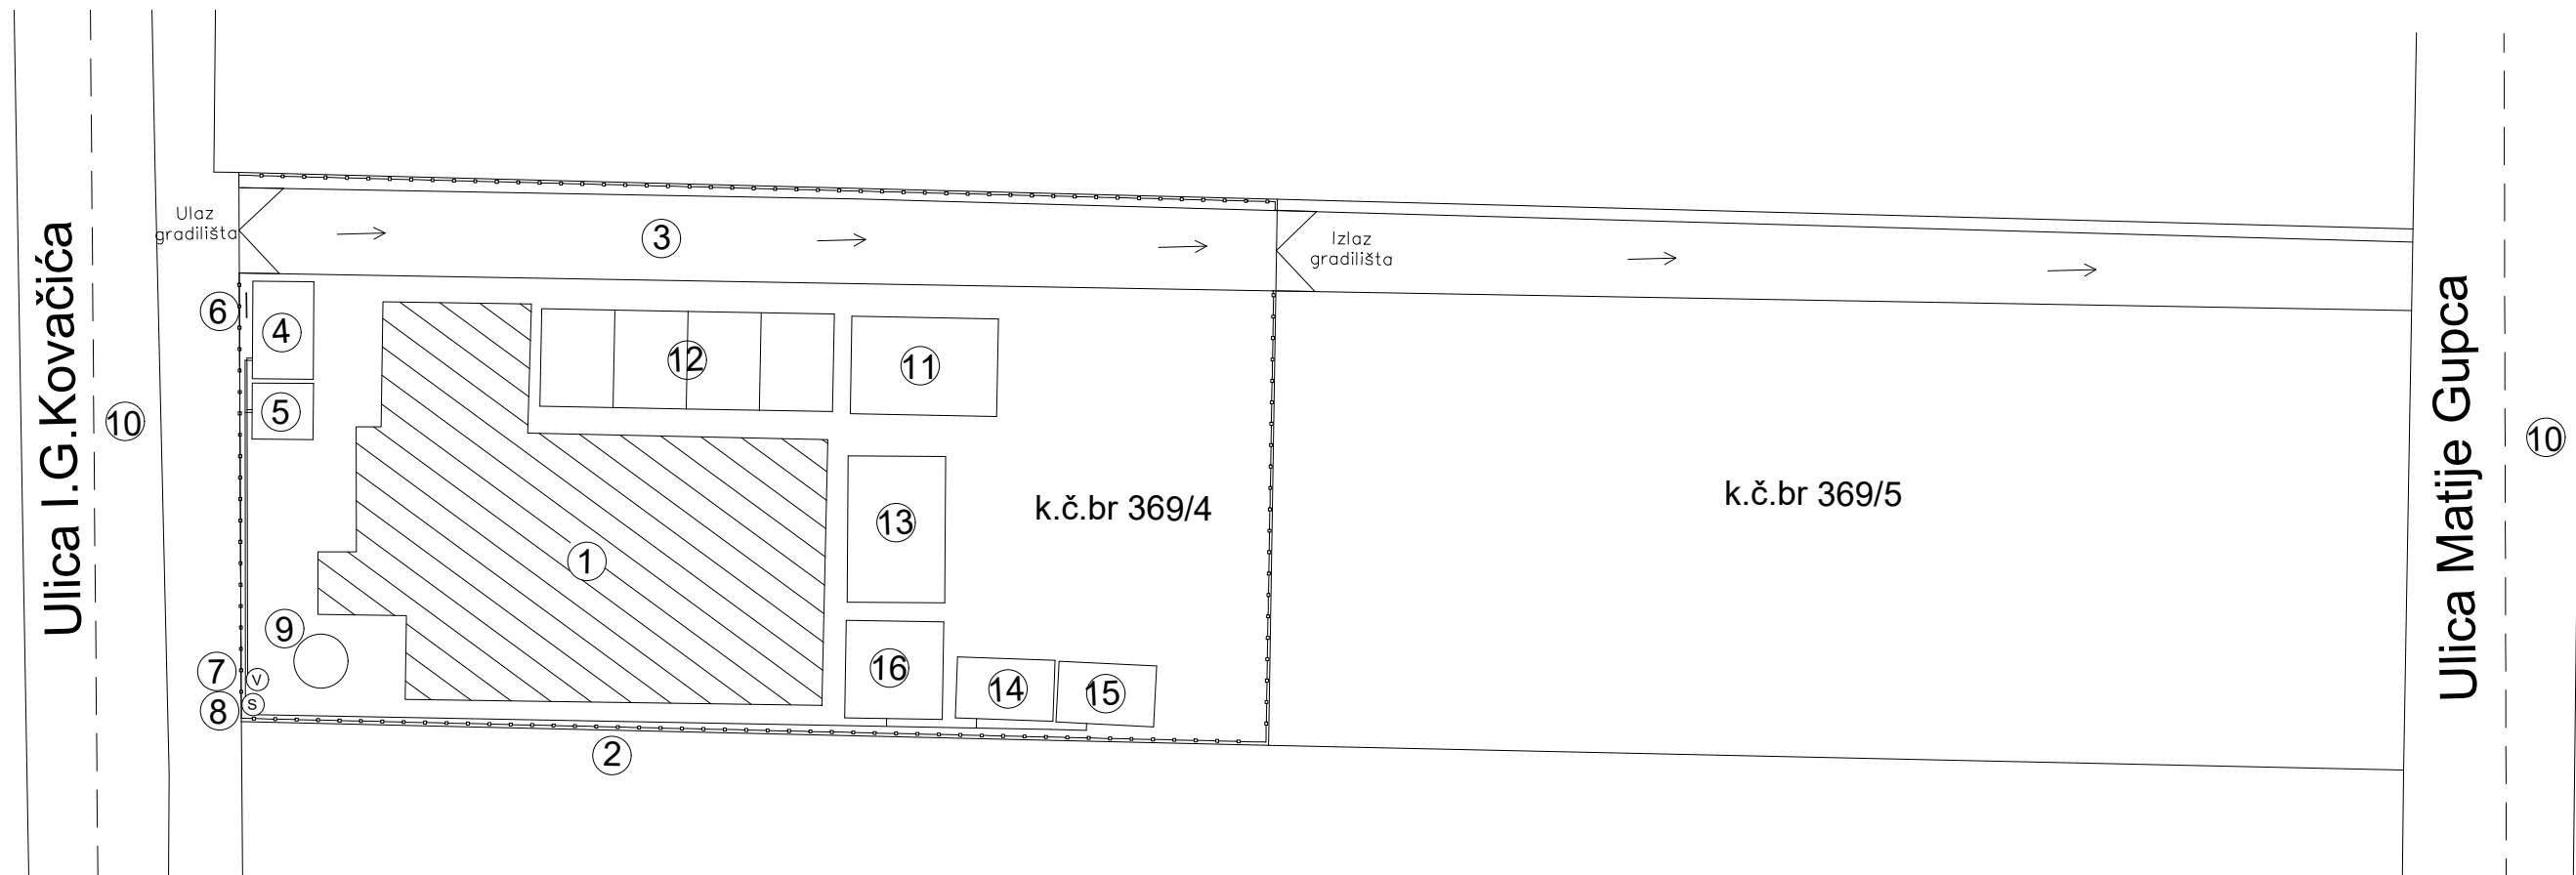 Ulica I.G.Kovačića
10
Ulaz
gradilišta
3
Izlaz
gradilišta
6
4
5
12
11
1
13
k.č.br 369/4
k.č.br 369/5
9
7
V
8
S
16
14
15
2
Ulica Matije Gupca
10